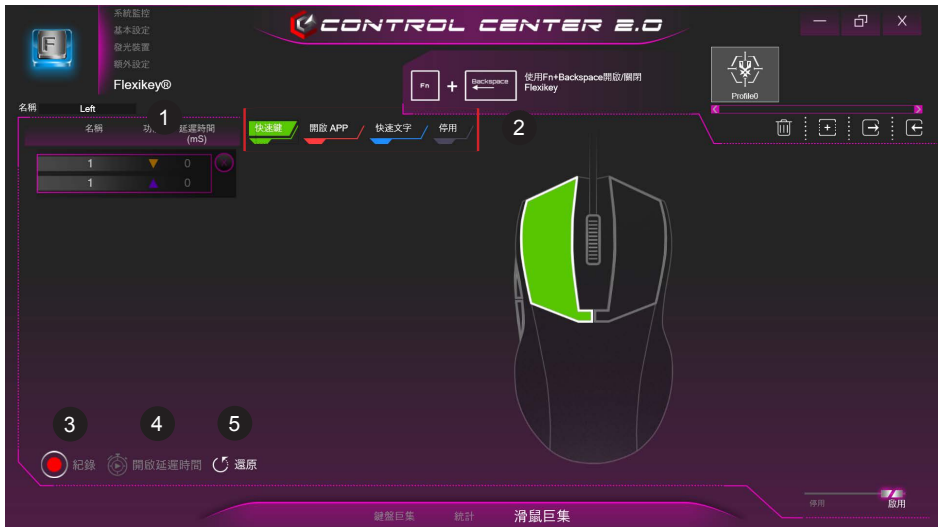 系統監控
基本設定
發光裝置
額外設定
Flexikey®
F
CONTROL CENTER 2.0
Fn + Backspace
使用Fn+Backspace開啟/關閉
Flexikey
Profile0
名稱 Left
1
名稱 延遲時間
(mS)
快速鍵 開啟 APP 快速文字 停用
2
1 0
1 0
3 4 5
紀錄 開啟延遲時間 還原
停用 啟用
鍵盤巨集 統計 滑鼠巨集